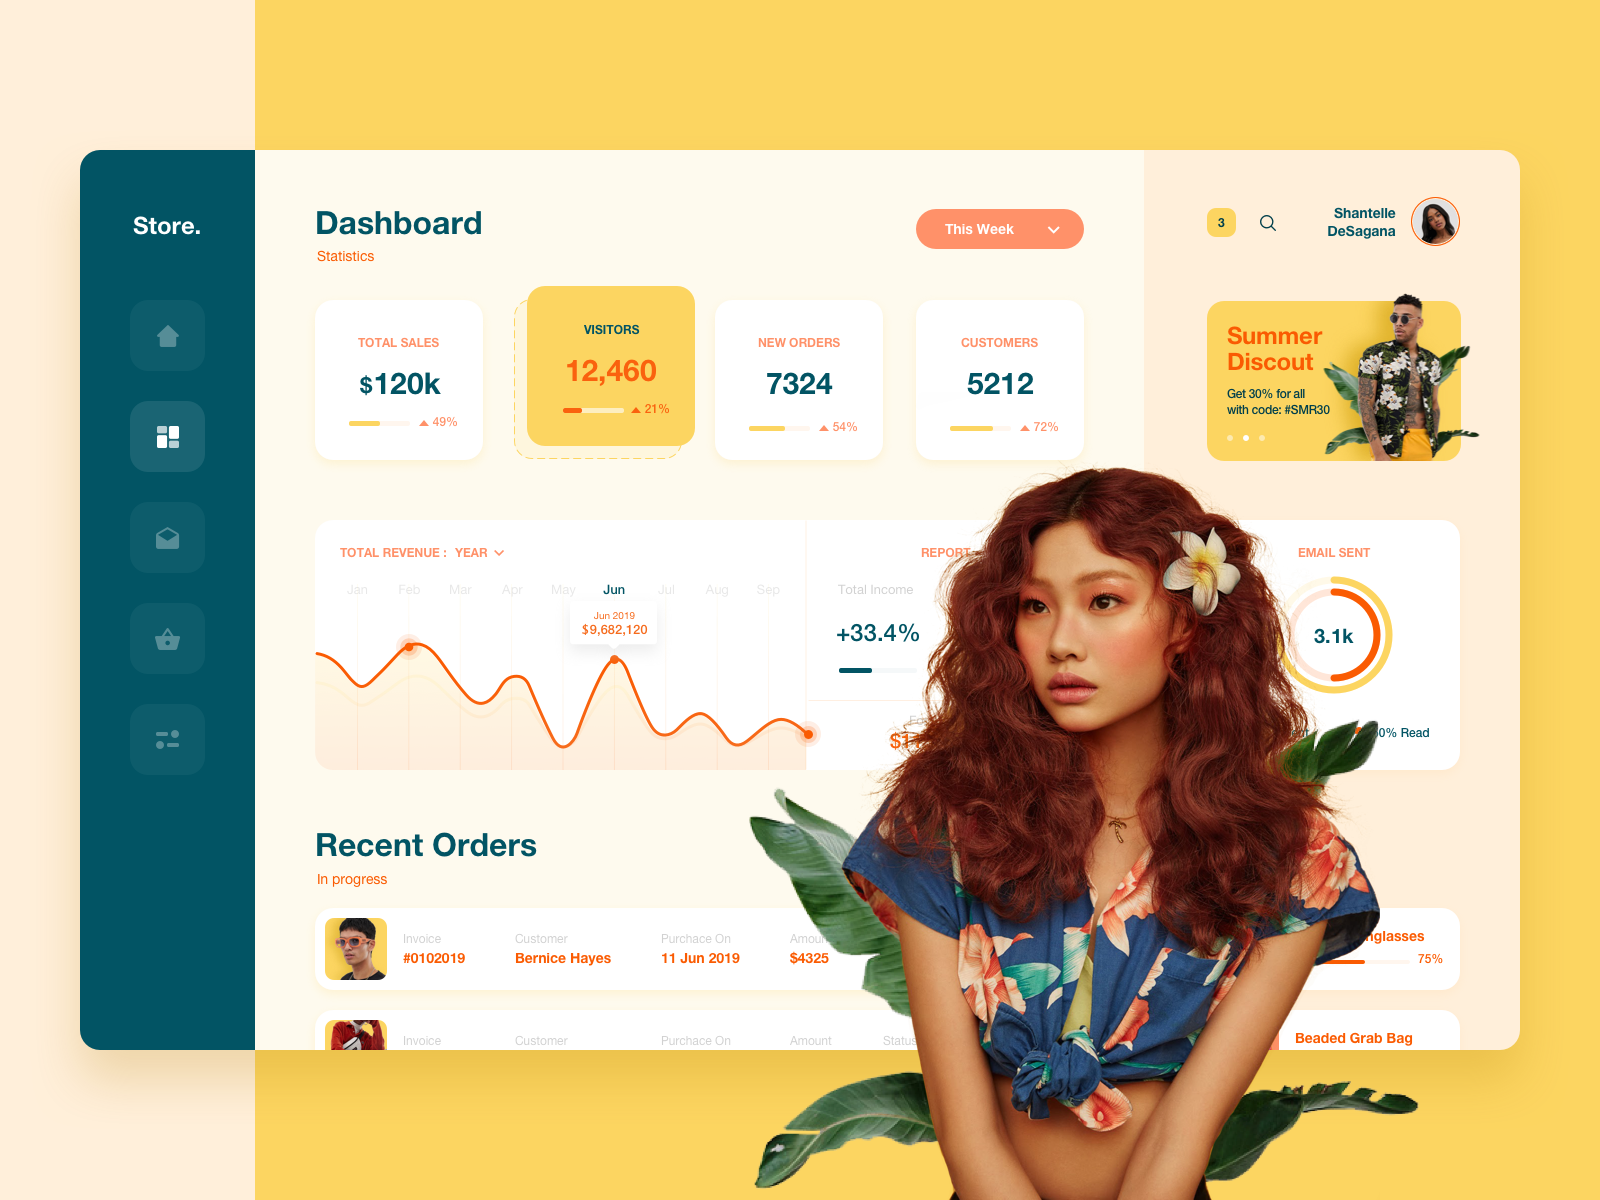 Store.
Dashboard
Statistics
This Week
3
Shantelle
DeSagana
TOTAL SALES
$120k
49%
VISITORS
12,460
21%
NEW ORDERS
7324
54%
CUSTOMERS
5212
72%
Summer
Discout
Get 30% for all
with code: #SMR30
TOTAL REVENUE : YEAR
Jan Feb Mar Apr May Jun Jul Aug Sep
Jun 2019
$9,682,120
REPORT
Total Income
+33.4%
EMAIL SENT
3.1k
0% Read
Recent Orders
In progress
Invoice
#0102019
Customer
Bernice Hayes
Purchace On
11 Jun 2019
Amoun
$4325
nglasses
75%
Invoice
Customer
Purchace On
Amount
Status
Beaded Grab Bag